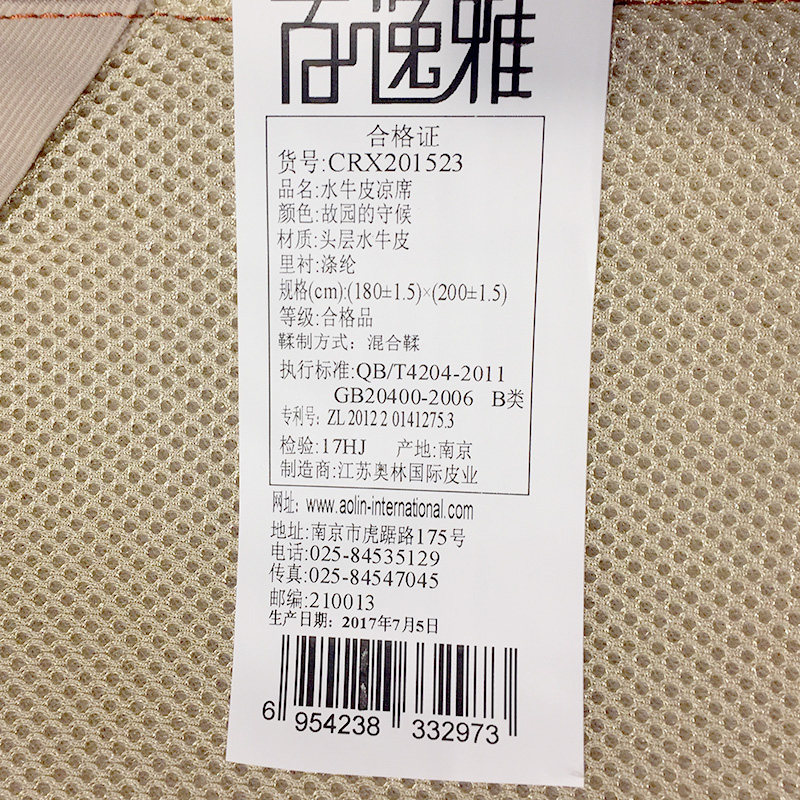 逸雅
合格证
货号:CRX201523
品名:水牛皮凉席
颜色:故园的守候
材质:头层水牛皮
里衬:涤纶
规格(cm):(180±1.5)×(200±1.5)
等级:合格品
鞣制方式：混合鞣
执行标准:QB/T4204-2011
GB20400-2006 B类
专利号: ZL 2012 2 0141275.3
检验:17HJ 产地:南京
制造商:江苏奥林国际皮业
网址: www.aolin-international.com
地址:南京市虎踞路175号
电话:025-84535129
传真:025-84547045
邮编:210013
生产日期：2017年7月5日
6 954238 332973